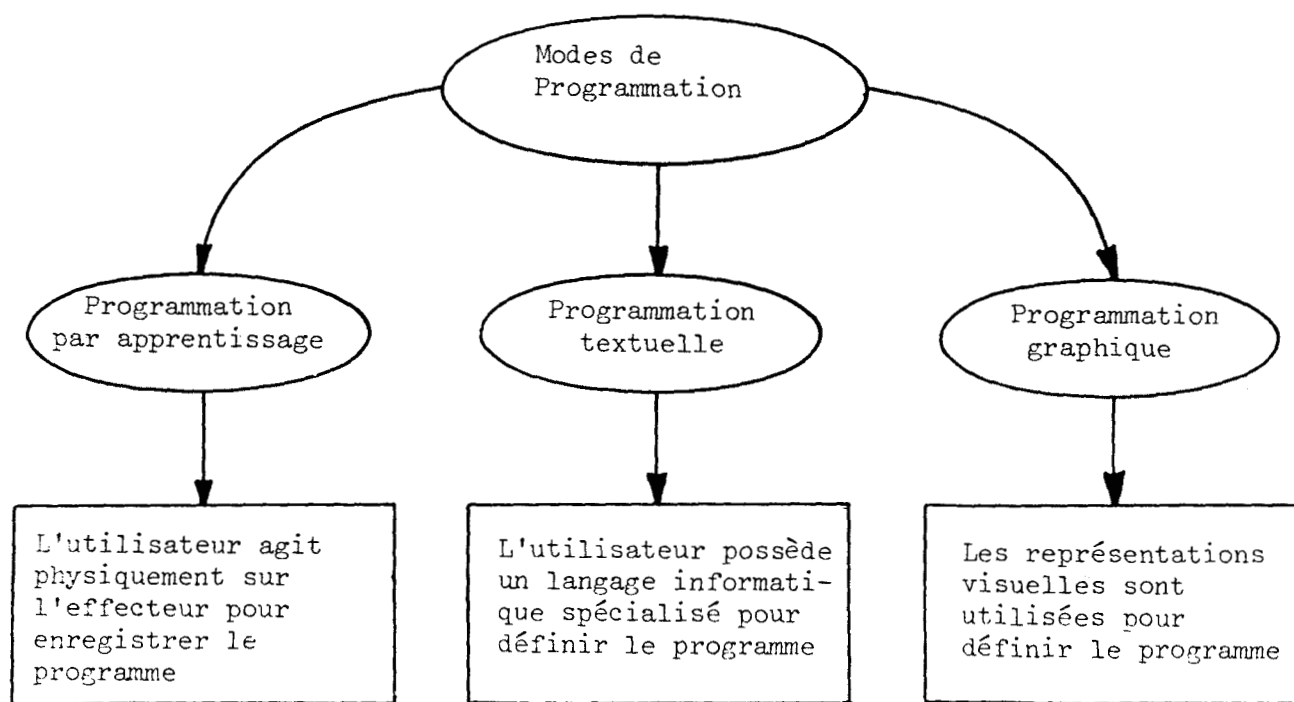 Modes de
Programmation
Programmation
par apprentissage
Programmation
textuelle
Programmation
graphique
L'utilisateur agit
physiquement sur
l'effecteur pour
enregistrer le
programme
L'utilisateur possède
un langage informati-
que spécialisé pour
définir le programme
Les représentations
visuelles sont
utilisées pour
définir le programme